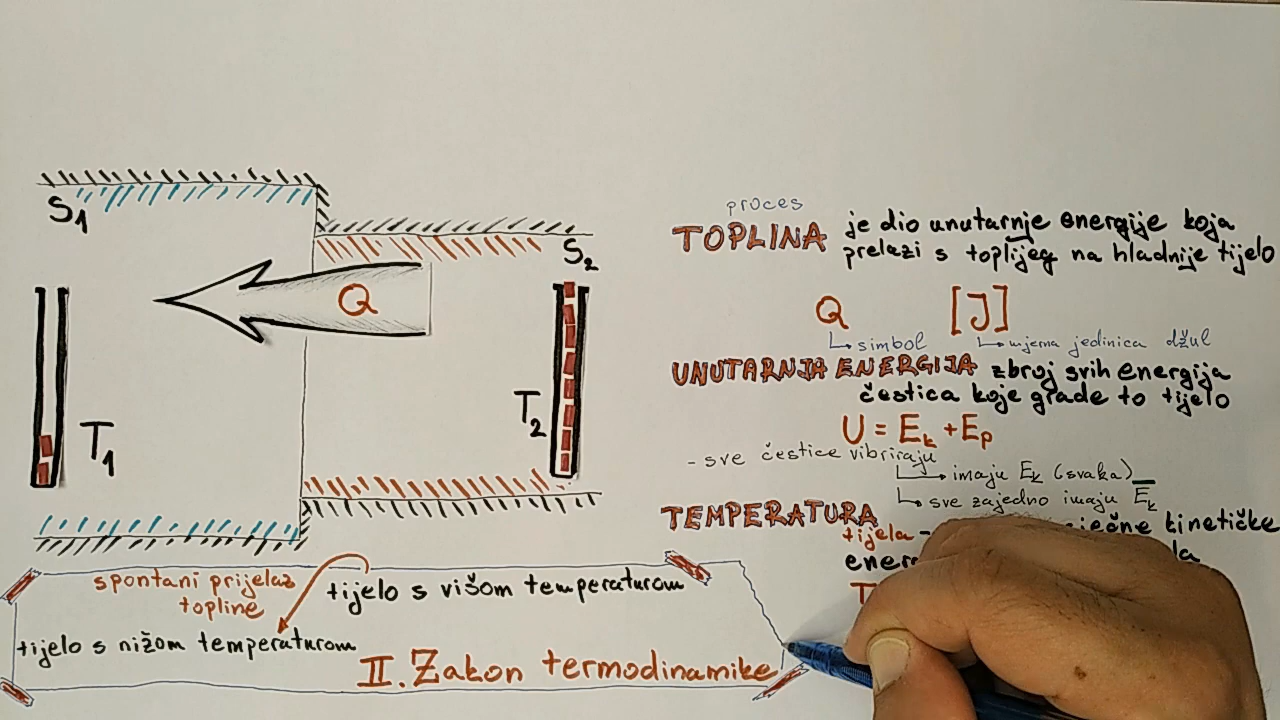 S1
S2
Q
T1
T2
proces
TOPLINA je dio unutarnje energije koja
prelazi s toplijeg na hladnije tijelo
Q [J]
simbol mjerna jedinica džul
UNUTARNJA ENERGIJA zbroj svih energija
čestica koje grade to tijelo
U = Ek + Ep
- sve čestice vibriraju
imaju Ek (svaka)
sve zajedno imaju Ek
TEMPERATURA
tijela - kinetičke
T
spontani prijelaz
topline
tijelo s višom temperaturom
tijelo s nižom temperaturom
II. Zakon termodinamike